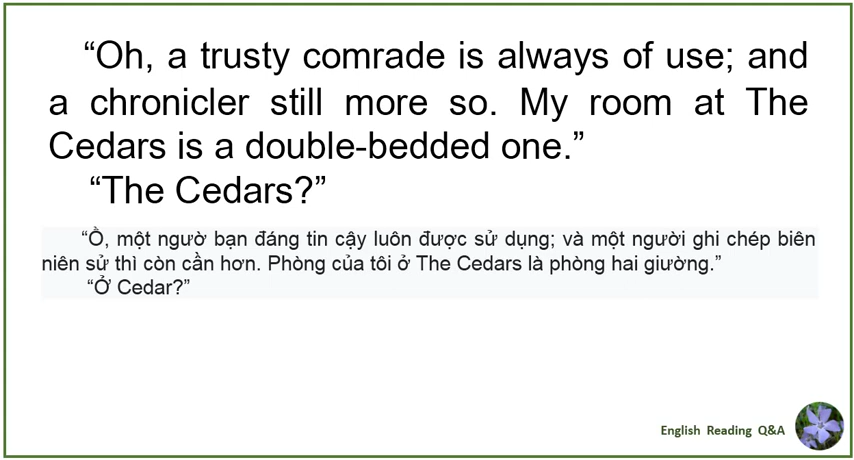 “Oh, a trusty comrade is always of use; and
a chronicler still more so. My room at The
Cedars is a double-bedded one.”
“The Cedars?”
“Ồ, một ngườ bạn đáng tin cậy luôn được sử dụng; và một người ghi chép biên
niên sử thì còn cần hơn. Phòng của tôi ở The Cedars là phòng hai giường.”
“Ở Cedar?”
English Reading Q&A